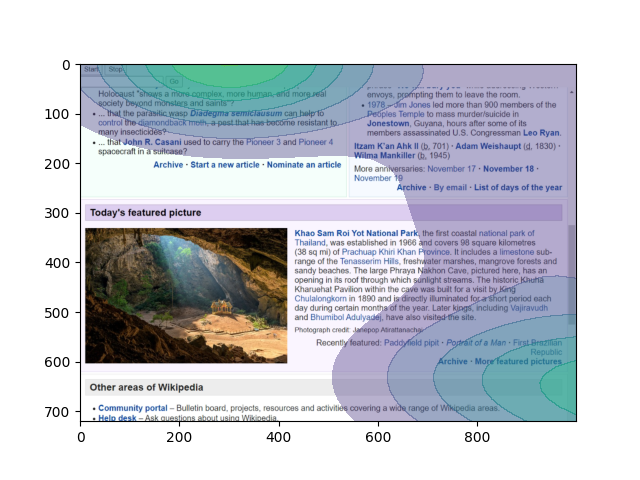 0
100
200
300
400
500
600
700
0
200
400
600
800
Start
Stop
Go
Holocaust "shows a more complex, more human, and more real
society beyond monsters and saints"?
• ... that the parasitic wasp Diadegma semiclausum can help to
control the diamondback moth, a pest that has become resistant to
many insecticides?
• ... that John R. Casani used to carry the Pioneer 3 and Pioneer 4
spacecraft in a suitcase?
Archive · Start a new article · Nominate an article
envoys, prompting them to leave the room.
• 1978 – Jim Jones led more than 900 members of the
Peoples Temple to mass murder/suicide in
Jonestown, Guyana, hours after some of its
members assassinated U.S. Congressman Leo Ryan.
Itzam K'an Ahk II (b. 701) · Adam Weishaupt (d. 1830) ·
Wilma Mankiller (b. 1945)
More anniversaries: November 17 · November 18 ·
November 19
Archive · By email · List of days of the year
Today's featured picture
Khao Sam Roi Yot National Park, the first coastal national park of
Thailand, was established in 1966 and covers 98 square kilometres
(38 sq mi) of Prachuap Khiri Khan Province. It includes a limestone sub-
range of the Tenasserim Hills, freshwater marshes, mangrove forests and
sandy beaches. The large Phraya Nakhon Cave, pictured here, has an
opening in its roof through which sunlight streams. The historic Khuha
Kharuehat Pavilion within the cave was built for a visit by King
Chulalongkorn in 1890 and is directly illuminated for a short period each
day during certain months of the year. Later kings, including Vajiravudh
and Bhumibol Adulyadej, have also visited the site.
Photograph credit: Janepop Atirattanachai
Recently featured: Paddyfield pipit · Portrait of a Man · First Brazilian
Republic
Archive · More featured pictures
Other areas of Wikipedia
• Community portal – Bulletin board, projects, resources and activities covering a wide range of Wikipedia areas.
• Help desk – Ask questions about using Wikipedia.